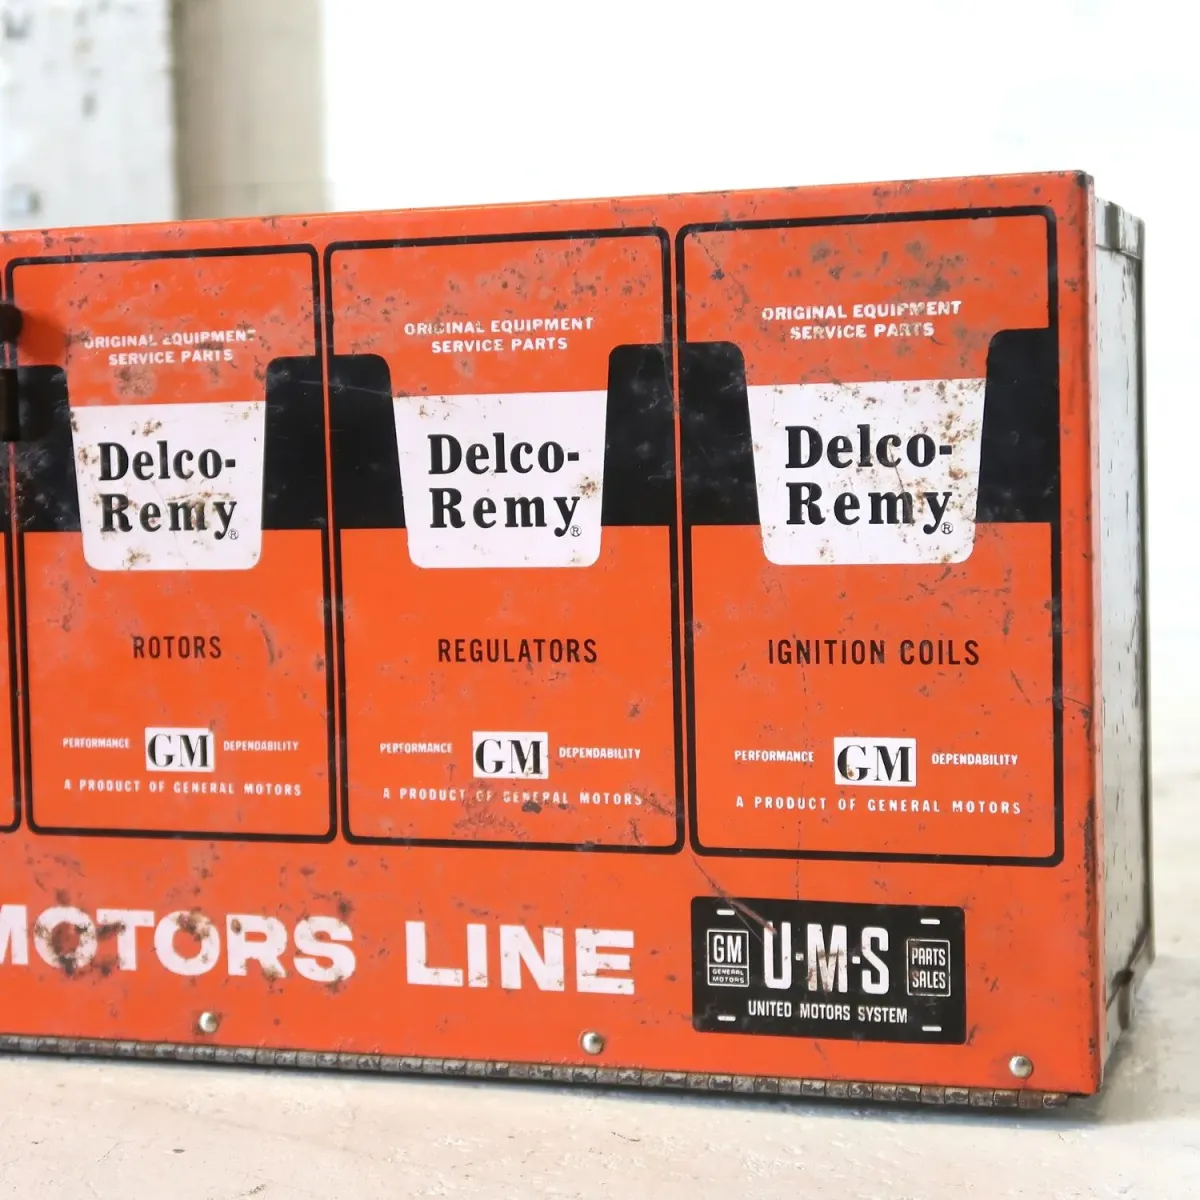 ORIGINAL EQUIPMENT
SERVICE PARTS
Delco-
Remy®
ROTORS
PERFORMANCE GM DEPENDABILITY
A PRODUCT OF GENERAL MOTORS
ORIGINAL EQUIPMENT
SERVICE PARTS
Delco-
Remy®
REGULATORS
PERFORMANCE GM DEPENDABILITY
A PRODUCT OF GENERAL MOTORS
ORIGINAL EQUIPMENT
SERVICE PARTS
Delco-
Remy®
IGNITION COILS
PERFORMANCE GM DEPENDABILITY
A PRODUCT OF GENERAL MOTORS
MOTORS LINE
GM
GENERAL
MOTORS
U·M·S
PARTS
SALES
UNITED MOTORS SYSTEM